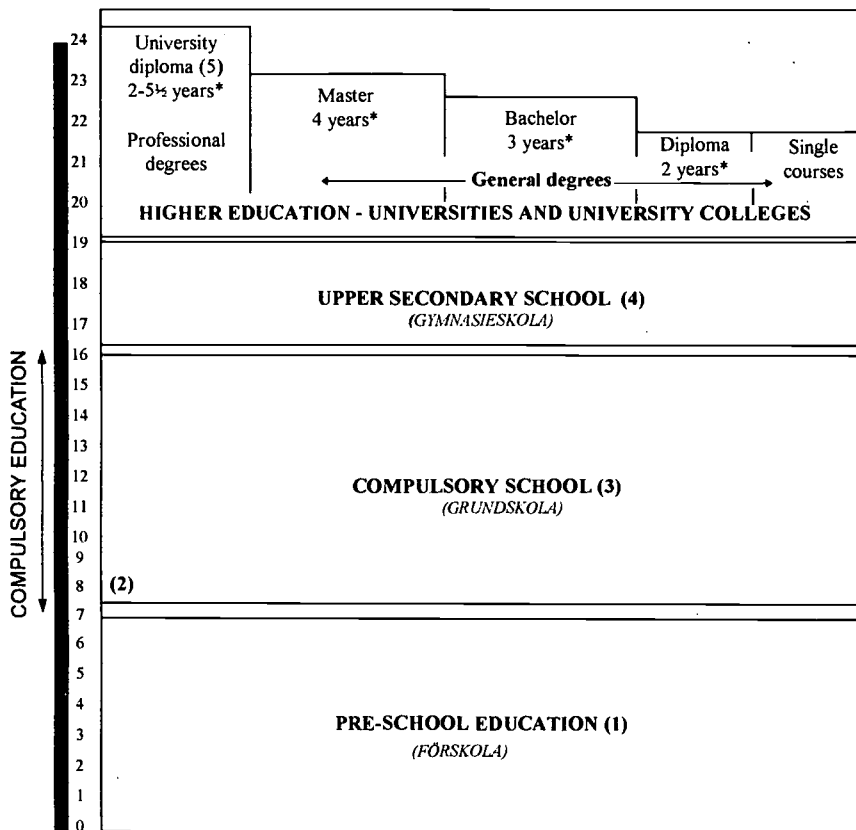 24
23
22
21
20
19
18
17
16
15
14
13
12
11
10
9
8
7
6
5
4
3
2
1
0
COMPULSORY EDUCATION
University
diploma (5)
2-5½ years*
Professional
degrees
Master
4 years*
Bachelor
3 years*
Diploma
2 years*
Single
courses
General degrees
HIGHER EDUCATION - UNIVERSITIES AND UNIVERSITY COLLEGES
UPPER SECONDARY SCHOOL (4)
(GYMNASIESKOLA)
COMPULSORY SCHOOL (3)
(GRUNDSKOLA)
(2)
PRE-SCHOOL EDUCATION (1)
(FÖRSKOLA)